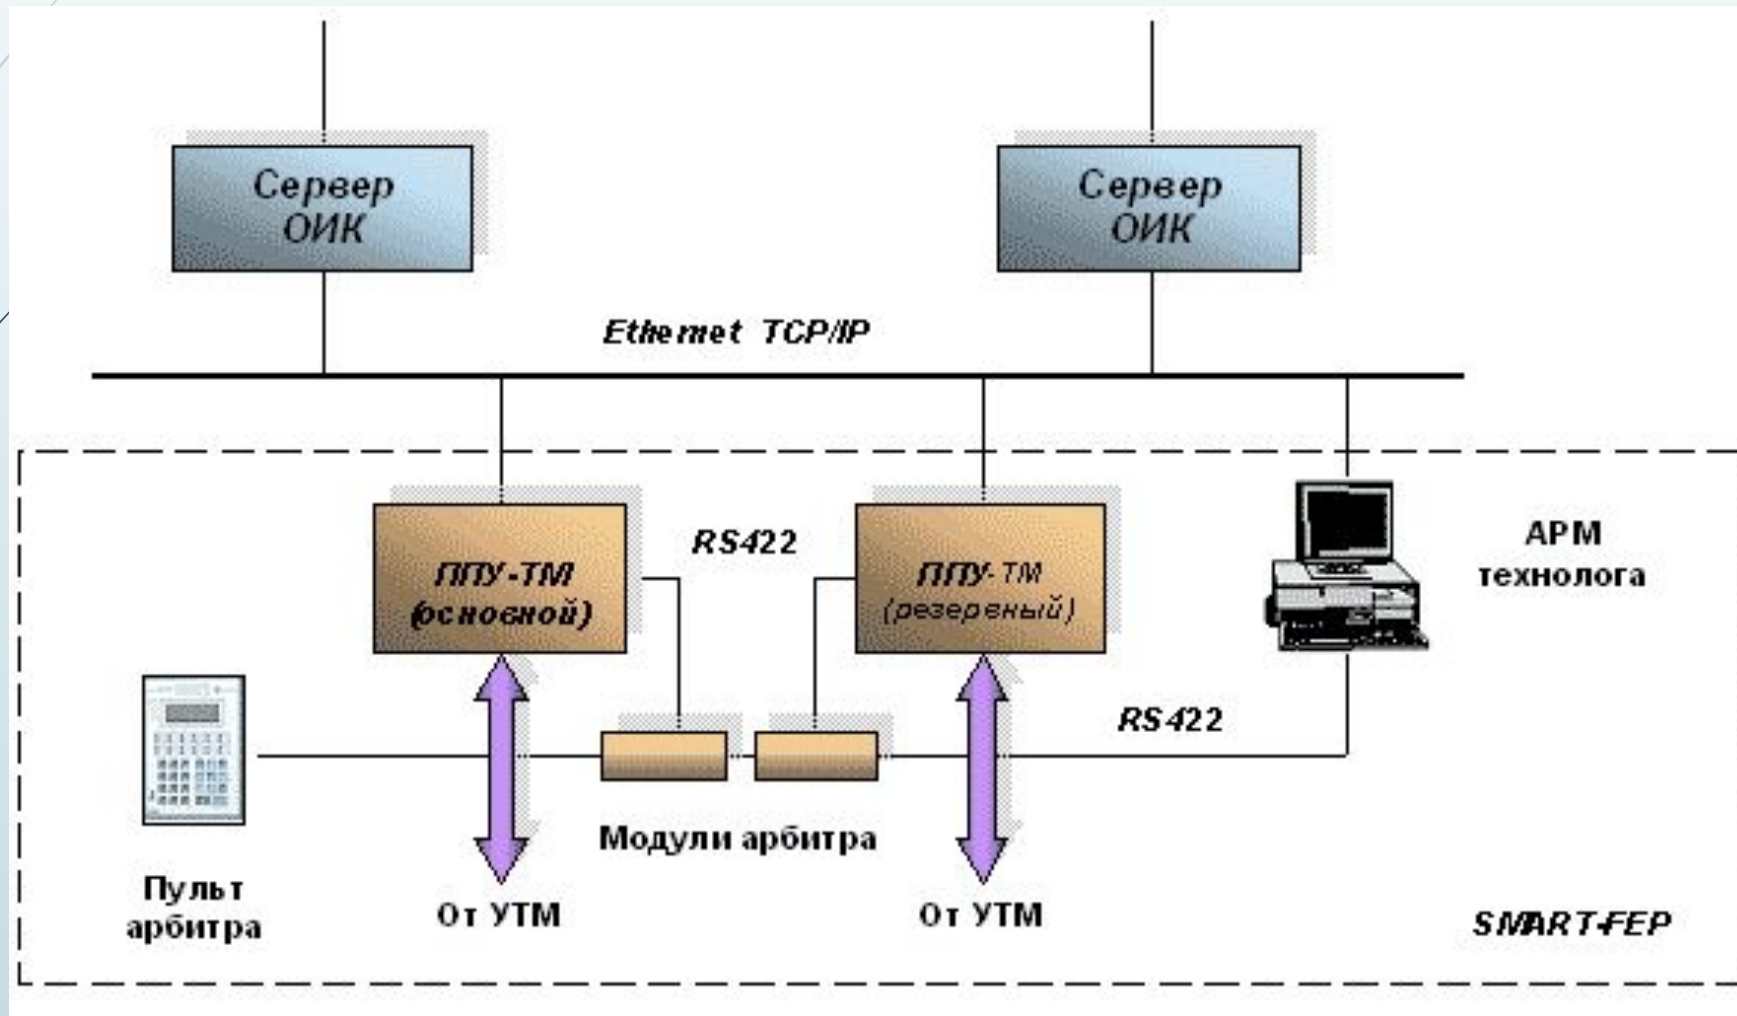 Сервер
ОИК
Сервер
ОИК
Ethernet TCP/IP
ППУ-ТМ
(основной)
RS422
ППУ-ТМ
(резервный)
АРМ
технолога
RS422
Модули арбитра
Пульт
арбитра
От УТМ
От УТМ
SMART-FEP